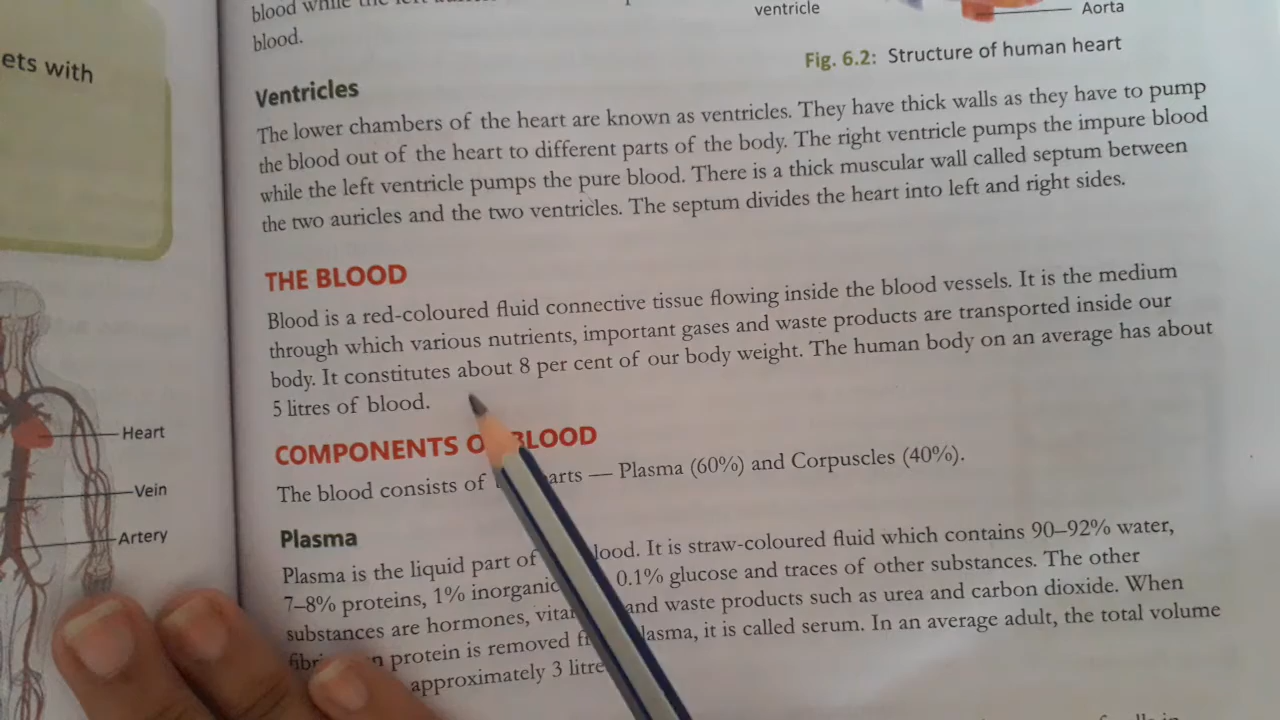 ets with
Heart
Vein
Artery
blood while the
blood.
ventricle
Aorta
Fig. 6.2: Structure of human heart
Ventricles
The lower chambers of the heart are known as ventricles. They have thick walls as they have to pump
the blood out of the heart to different parts of the body. The right ventricle pumps the impure blood
while the left ventricle pumps the pure blood. There is a thick muscular wall called septum between
the two auricles and the two ventricles. The septum divides the heart into left and right sides.
THE BLOOD
Blood is a red-coloured fluid connective tissue flowing inside the blood vessels. It is the medium
through which various nutrients, important gases and waste products are transported inside our
body. It constitutes about 8 per cent of our body weight. The human body on an average has about
5 litres of blood.
COMPONENTS OF BLOOD
The blood consists of arts — Plasma (60%) and Corpuscles (40%).
Plasma
Plasma is the liquid part of lood. It is straw-coloured fluid which contains 90–92% water,
7–8% proteins, 1% inorganic 0.1% glucose and traces of other substances. The other
substances are hormones, and waste products such as urea and carbon dioxide. When
protein is removed lasma, it is called serum. In an average adult, the total volume
approximately 3 litre